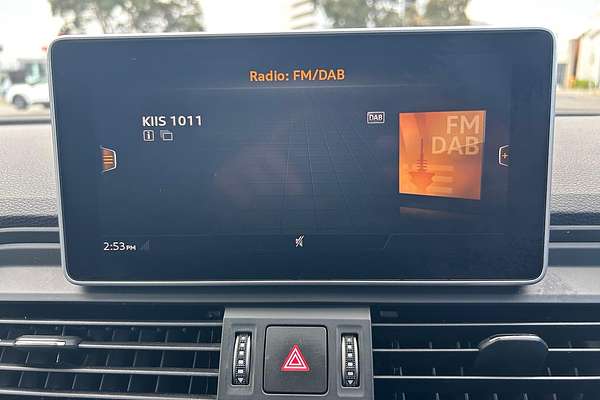 Radio: FM/DAB
KIIS 1011
DAB
FM
DAB
2:53PM